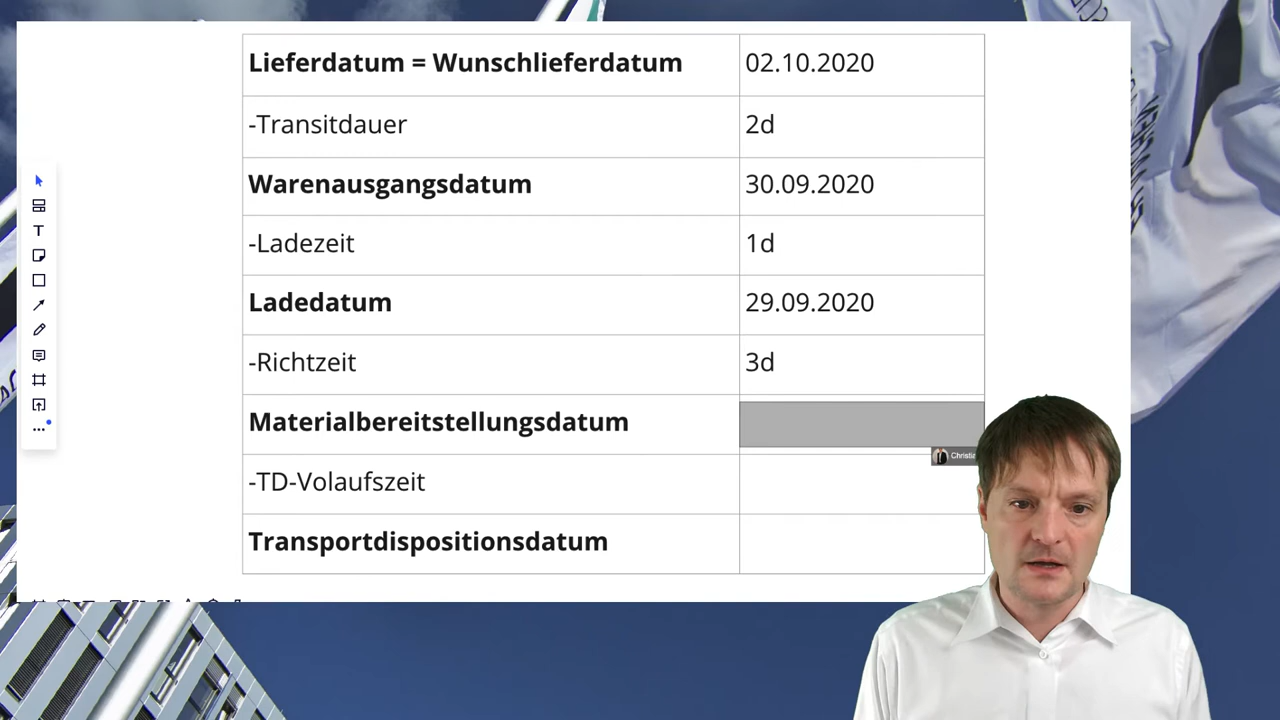 Lieferdatum = Wunschlieferdatum 02.10.2020
-Transitdauer 2d
Warenausgangsdatum 30.09.2020
-Ladezeit 1d
Ladedatum 29.09.2020
-Richtzeit 3d
Materialbereitstellungsdatum
-TD-Volaufszeit
Transportdispositionsdatum
T